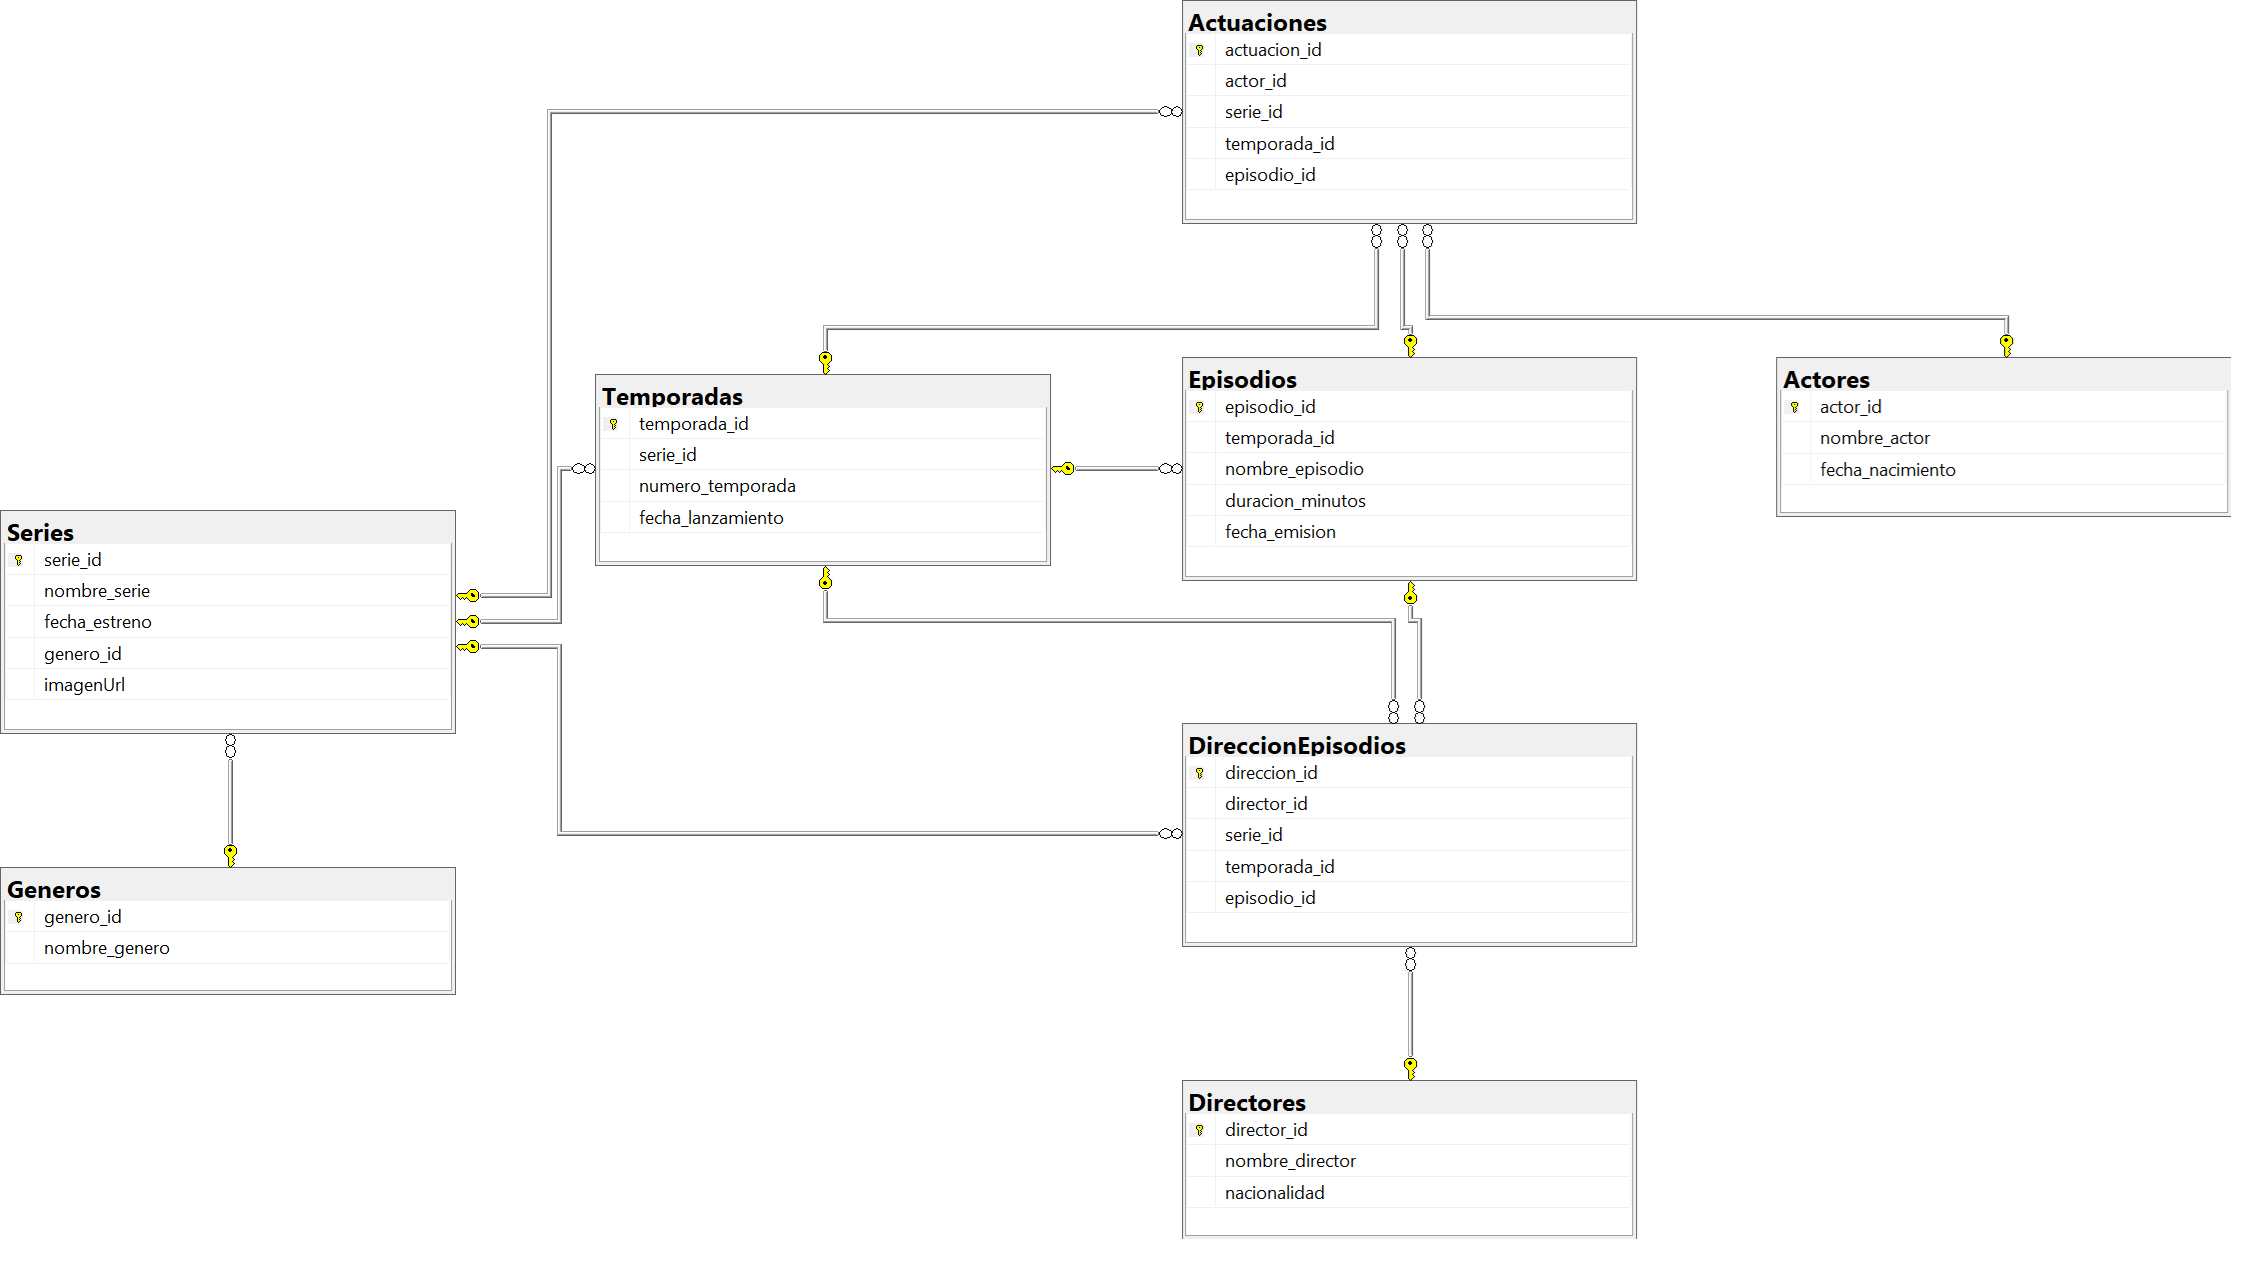 Actuaciones
actuacion_id
actor_id
serie_id
temporada_id
episodio_id
Temporadas
temporada_id
serie_id
numero_temporada
fecha_lanzamiento
Episodios
episodio_id
temporada_id
nombre_episodio
duracion_minutos
fecha_emision
Actores
actor_id
nombre_actor
fecha_nacimiento
Series
serie_id
nombre_serie
fecha_estreno
genero_id
imagenUrl
Generos
genero_id
nombre_genero
DireccionEpisodios
direccion_id
director_id
serie_id
temporada_id
episodio_id
Directores
director_id
nombre_director
nacionalidad